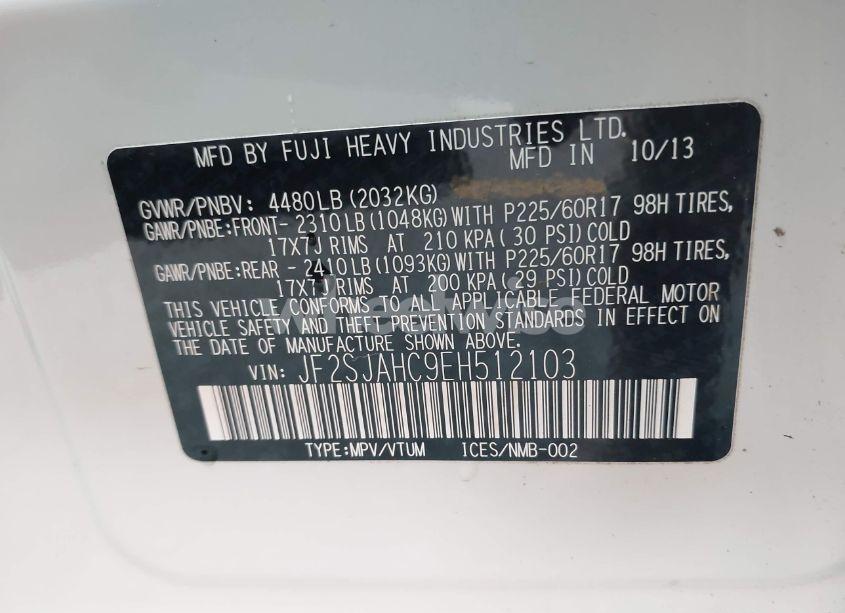 MFD BY FUJI HEAVY INDUSTRIES LTD.
MFD IN 10/13
GVWR/PNBV: 4480LB(2032KG)
GAWR/PNBE:FRONT- 2310LB(1048KG)WITH P225/60R17 98H TIRES,
17X7J RIMS AT 210 KPA( 30 PSI)COLD
GAWR/PNBE:REAR - 2410LB(1093KG)WITH P225/60R17 98H TIRES,
17X7J RIMS AT 200 KPA( 29 PSI)COLD
THIS VEHICLE CONFORMS TO ALL APPLICABLE FEDERAL MOTOR
VEHICLE SAFETY AND THEFT PREVENTION STANDARDS IN EFFECT ON
THE DATE OF MANUFACTURE SHOWN ABOVE.
VIN: JF2SJAHC9EH512103
TYPE:MPV/VTUM ICES/NMB-002